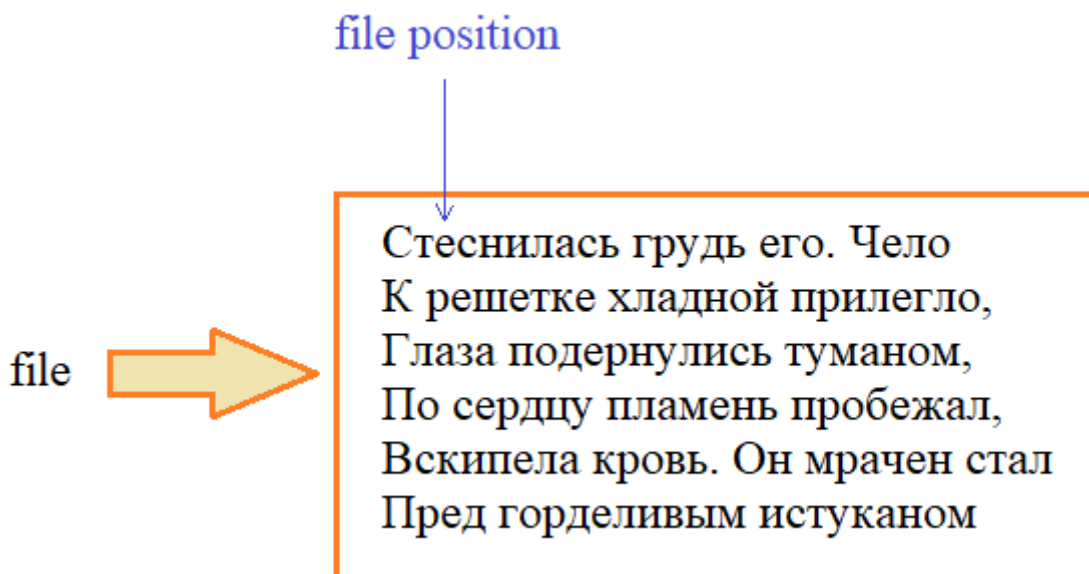 file position
Стеснилась грудь его. Чело
К решетке хладной прилегло,
Глаза подернулись туманом,
file
По сердцу пламень пробежал,
Вскипела кровь. Он мрачен стал
Пред горделивым истуканом